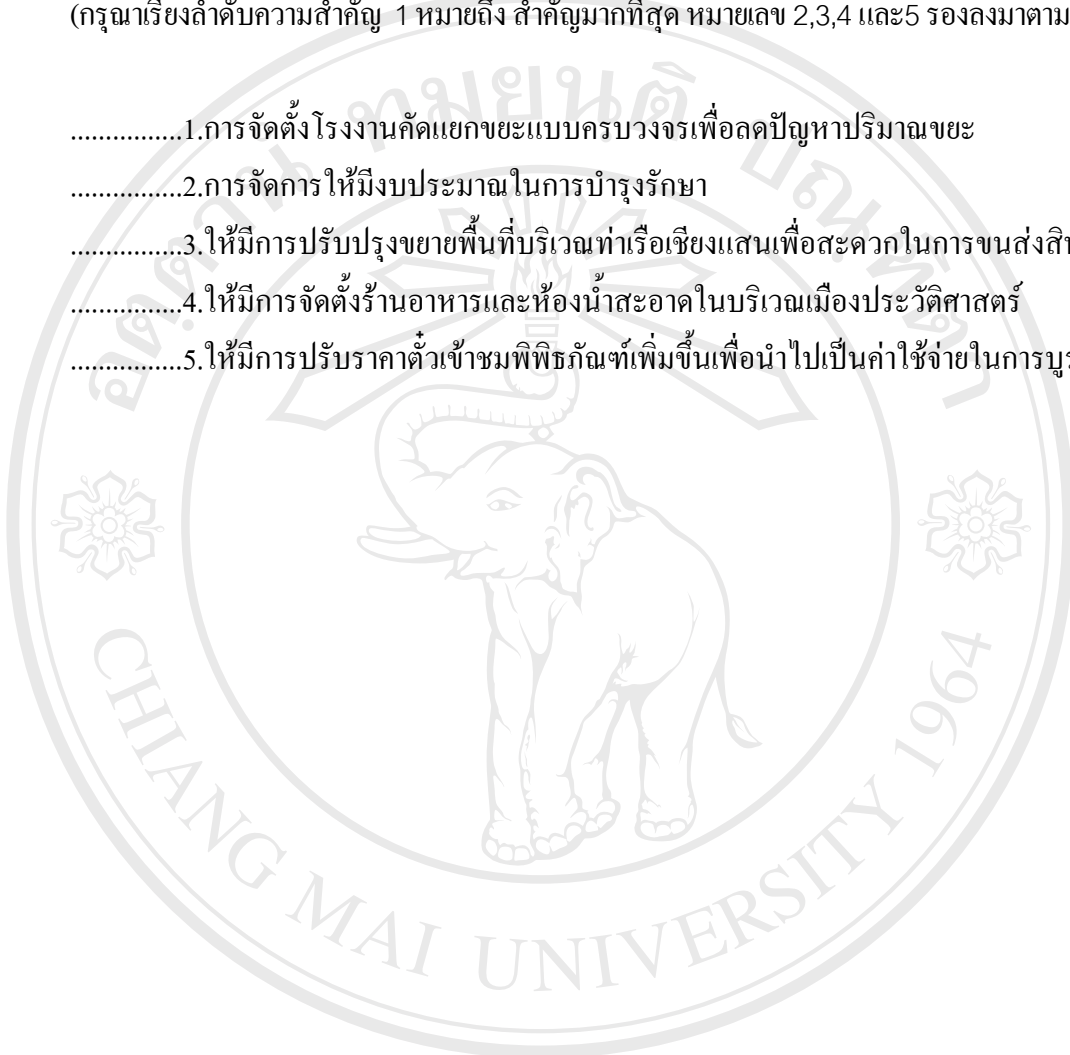 (กรุณาเรียงลำดับความสำคัญ 1 หมายถึง สำคัญมากที่สุด หมายเลข 2,3,4 และ5 รองลงมาตาม
................1.การจัดตั้งโรงงานคัดแยกขยะแบบครบวงจรเพื่อลดปัญหาปริมาณขยะ
................2.การจัดการให้มีงบประมาณในการบำรุงรักษา
................3.ให้มีการปรับปรุงขยายพื้นที่บริเวณท่าเรือเชียงแสนเพื่อสะดวกในการขนส่งสิน
................4.ให้มีการจัดตั้งร้านอาหารและห้องน้ำสะอาดในบริเวณเมืองประวัติศาสตร์
................5.ให้มีการปรับราคาตั๋วเข้าชมพิพิธภัณฑ์เพิ่มขึ้นเพื่อนำไปเป็นค่าใช้จ่ายในการบูร
CHIANG MAI UNIVERSITY 1964